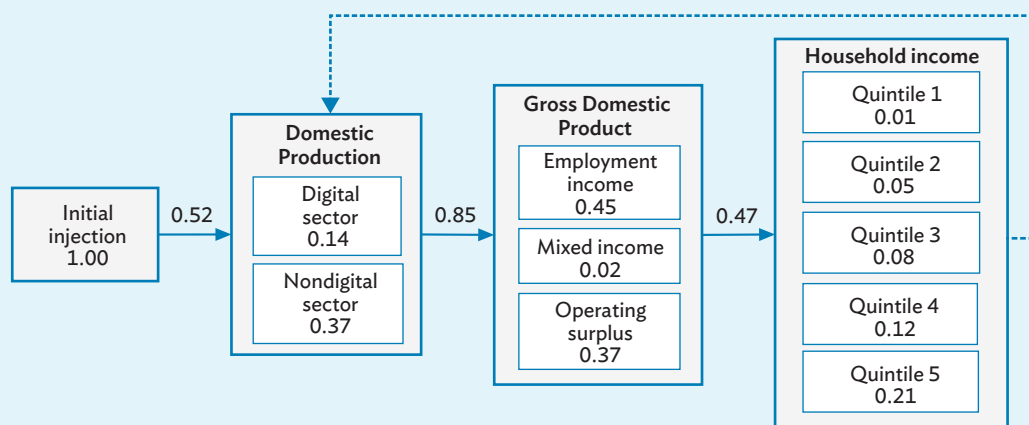 Initial
injection
1.00
0.52
Domestic
Production
Digital
sector
0.14
Nondigital
sector
0.37
0.85
Gross Domestic
Product
Employment
income
0.45
Mixed income
0.02
Operating
surplus
0.37
0.47
Household income
Quintile 1
0.01
Quintile 2
0.05
Quintile 3
0.08
Quintile 4
0.12
Quintile 5
0.21